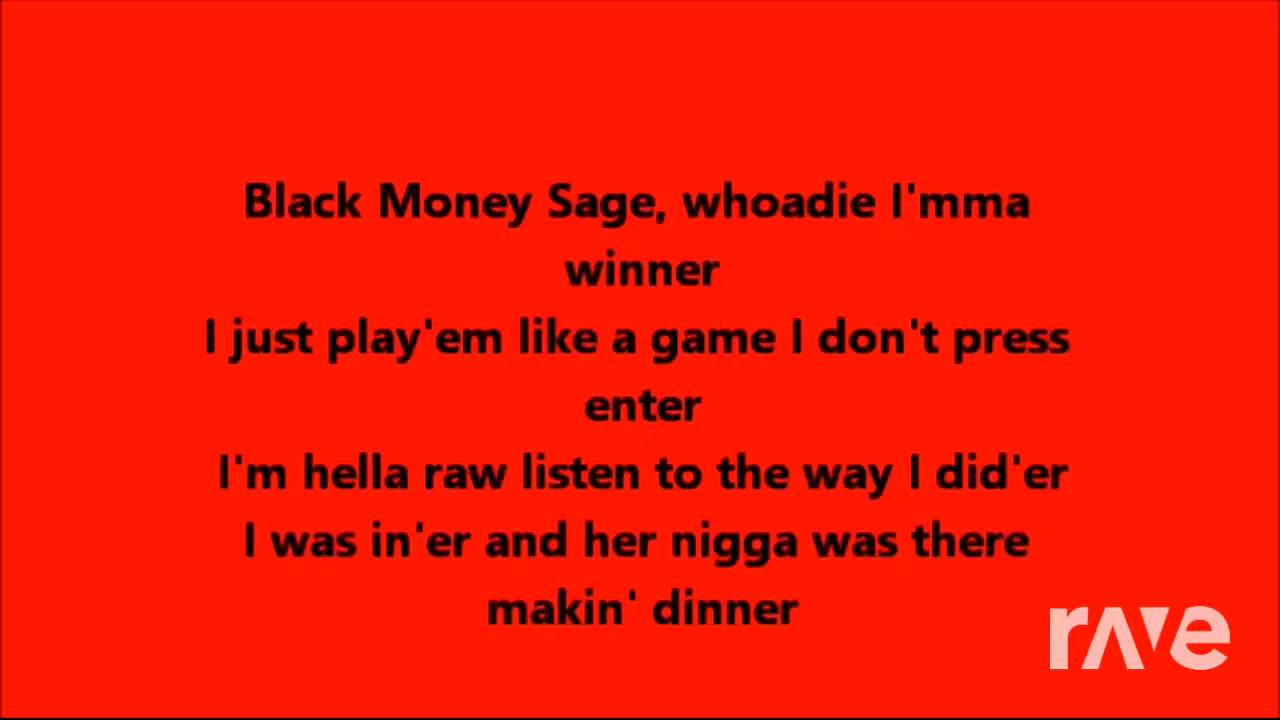 Black Money Sage, whoadie I'mma
winner
I just play'em like a game I don't press
enter
I'm hella raw listen to the way I did'er
I was in'er and her nigga was there
makin' dinner
rave